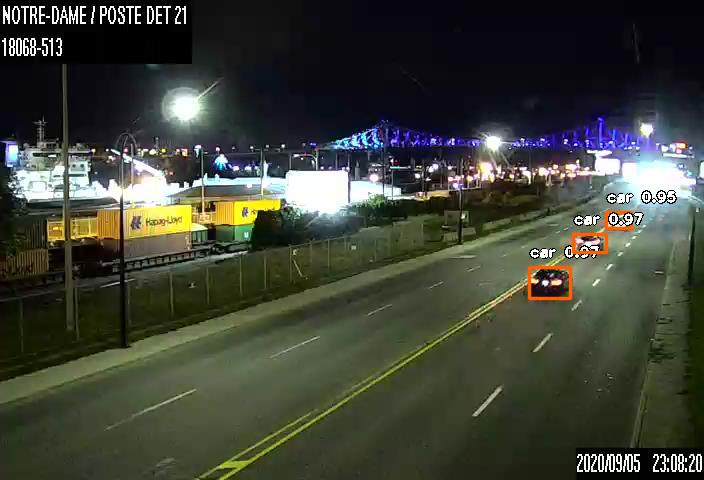 NOTRE-DAME / POSTE DET 21
18068-513
car 0.95
car 0.97
car 0.97
Hapag-Lloyd
2020/09/05 23:08:20